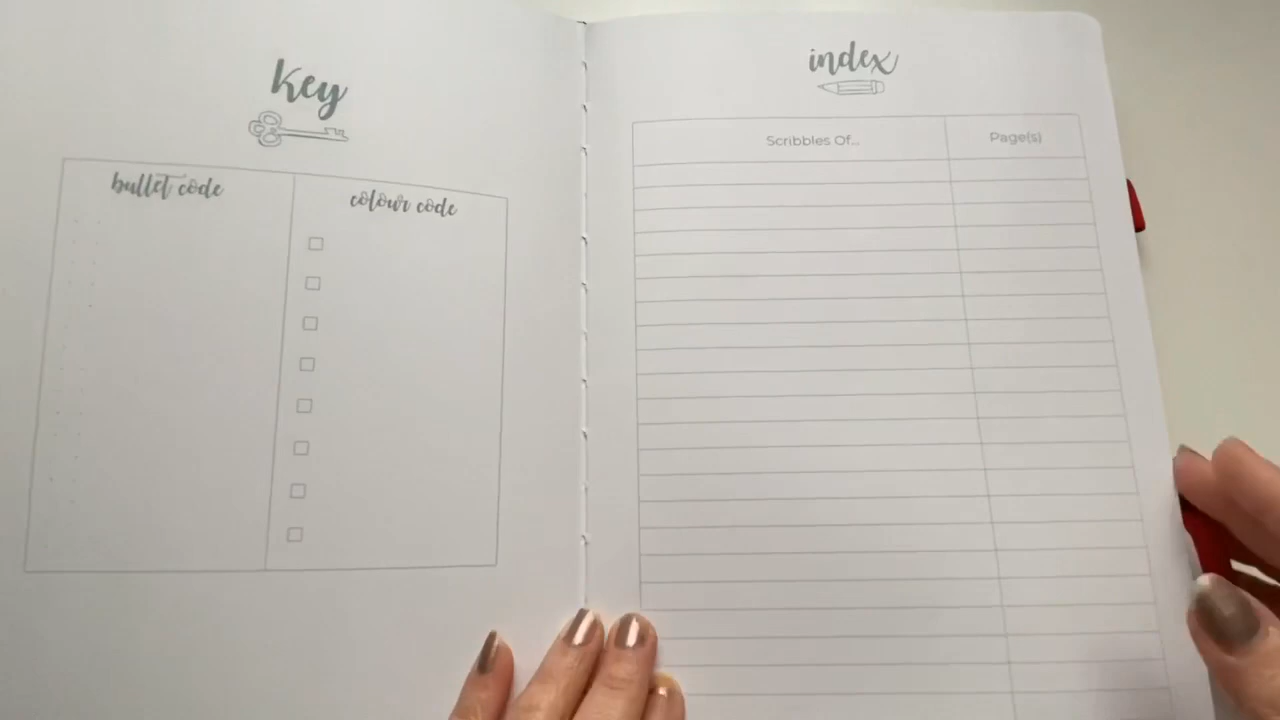 Key
bullet code
colour code
index
Scribbles Of...
Page(s)